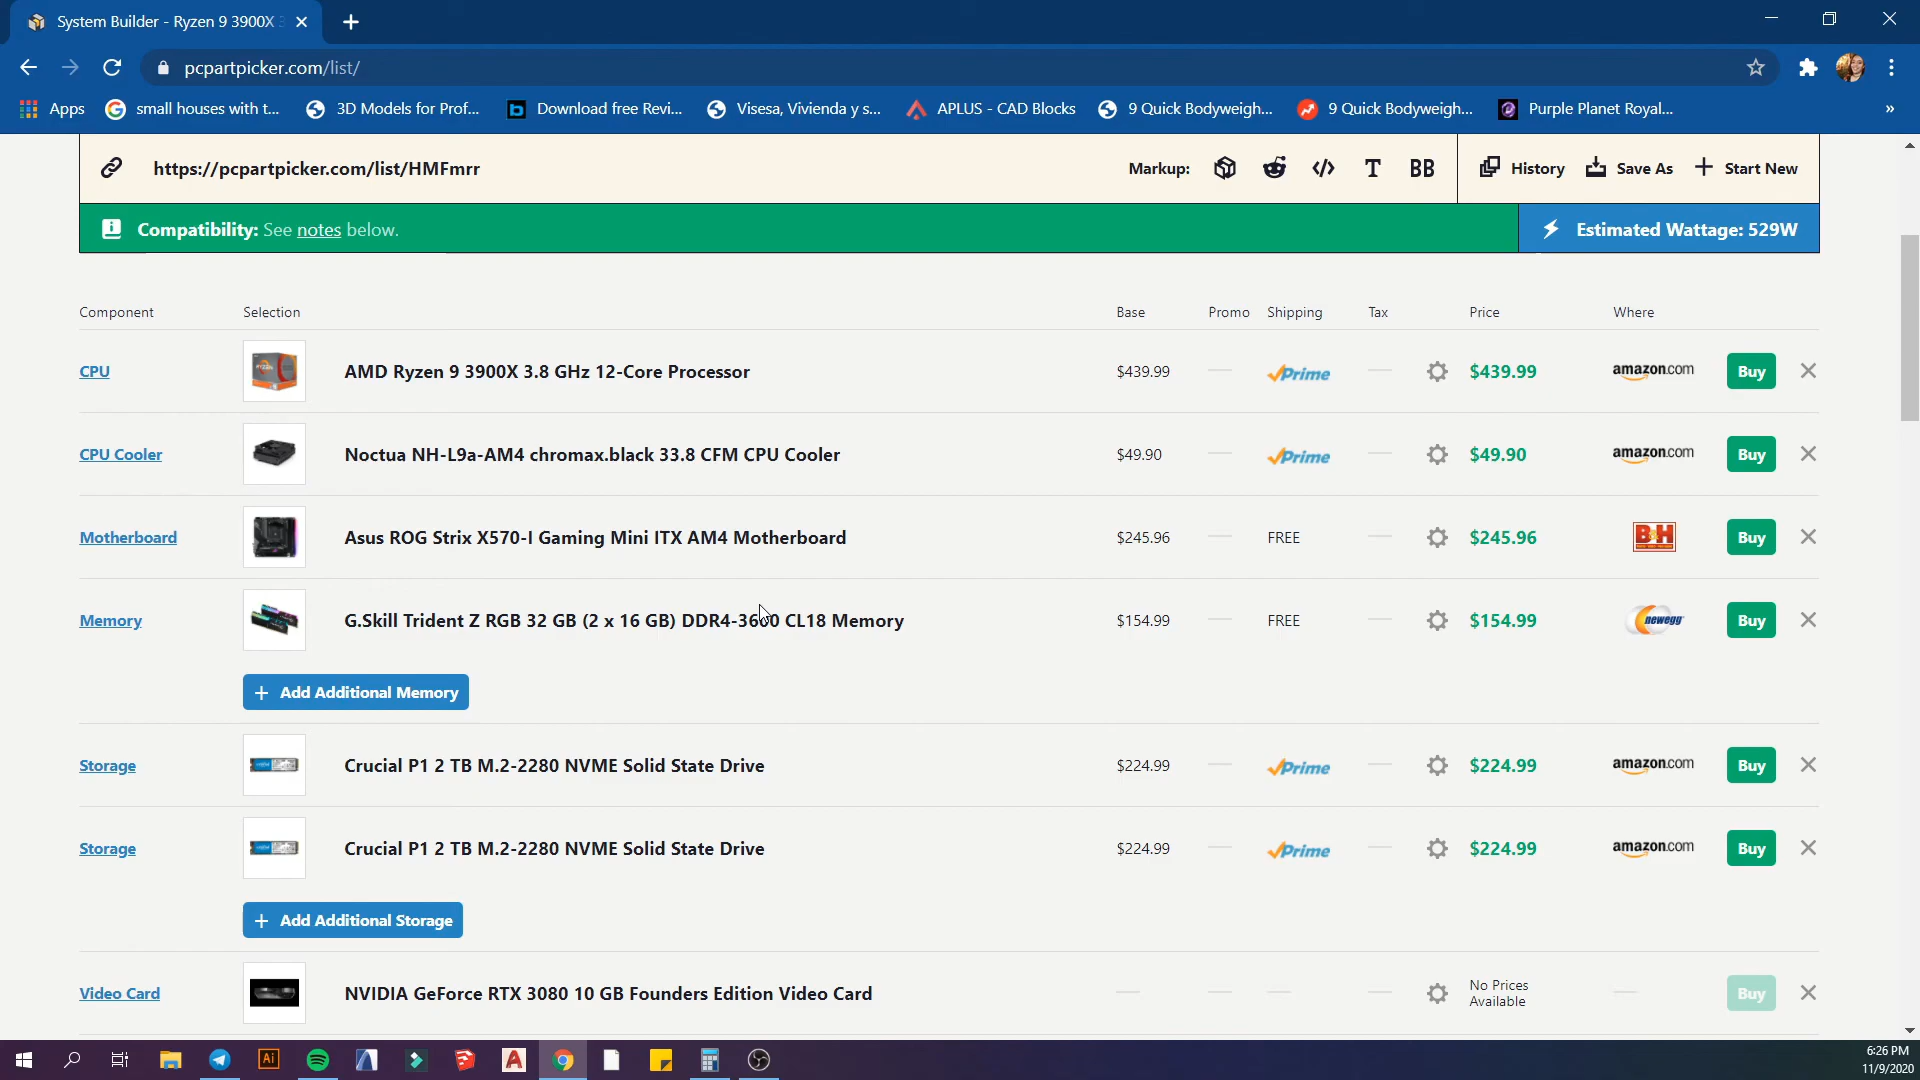 System Builder - Ryzen 9 3900X
pcpartpicker.com/list/
Apps
small houses with t...
3D Models for Prof...
Download free Revi...
Visesa, Vivienda y s...
APLUS - CAD Blocks
9 Quick Bodyweigh...
9 Quick Bodyweigh...
Purple Planet Royal...
»
https://pcpartpicker.com/list/HMFmrr
Markup:
T
BB
History
Save As
Start New
Compatibility: See notes below.
Estimated Wattage: 529W
Component Selection Base Promo Shipping Tax Price Where
CPU AMD Ryzen 9 3900X 3.8 GHz 12-Core Processor $439.99 Prime $439.99 amazon.com Buy
CPU Cooler Noctua NH-L9a-AM4 chromax.black 33.8 CFM CPU Cooler $49.90 Prime $49.90 amazon.com Buy
Motherboard Asus ROG Strix X570-I Gaming Mini ITX AM4 Motherboard $245.96 FREE $245.96 B&H Buy
Memory G.Skill Trident Z RGB 32 GB (2 x 16 GB) DDR4-3600 CL18 Memory $154.99 FREE $154.99 newegg Buy
Add Additional Memory
Storage Crucial P1 2 TB M.2-2280 NVME Solid State Drive $224.99 Prime $224.99 amazon.com Buy
Storage Crucial P1 2 TB M.2-2280 NVME Solid State Drive $224.99 Prime $224.99 amazon.com Buy
Add Additional Storage
Video Card NVIDIA GeForce RTX 3080 10 GB Founders Edition Video Card No Prices Available Buy
Ai
A
6:26 PM
11/9/2020